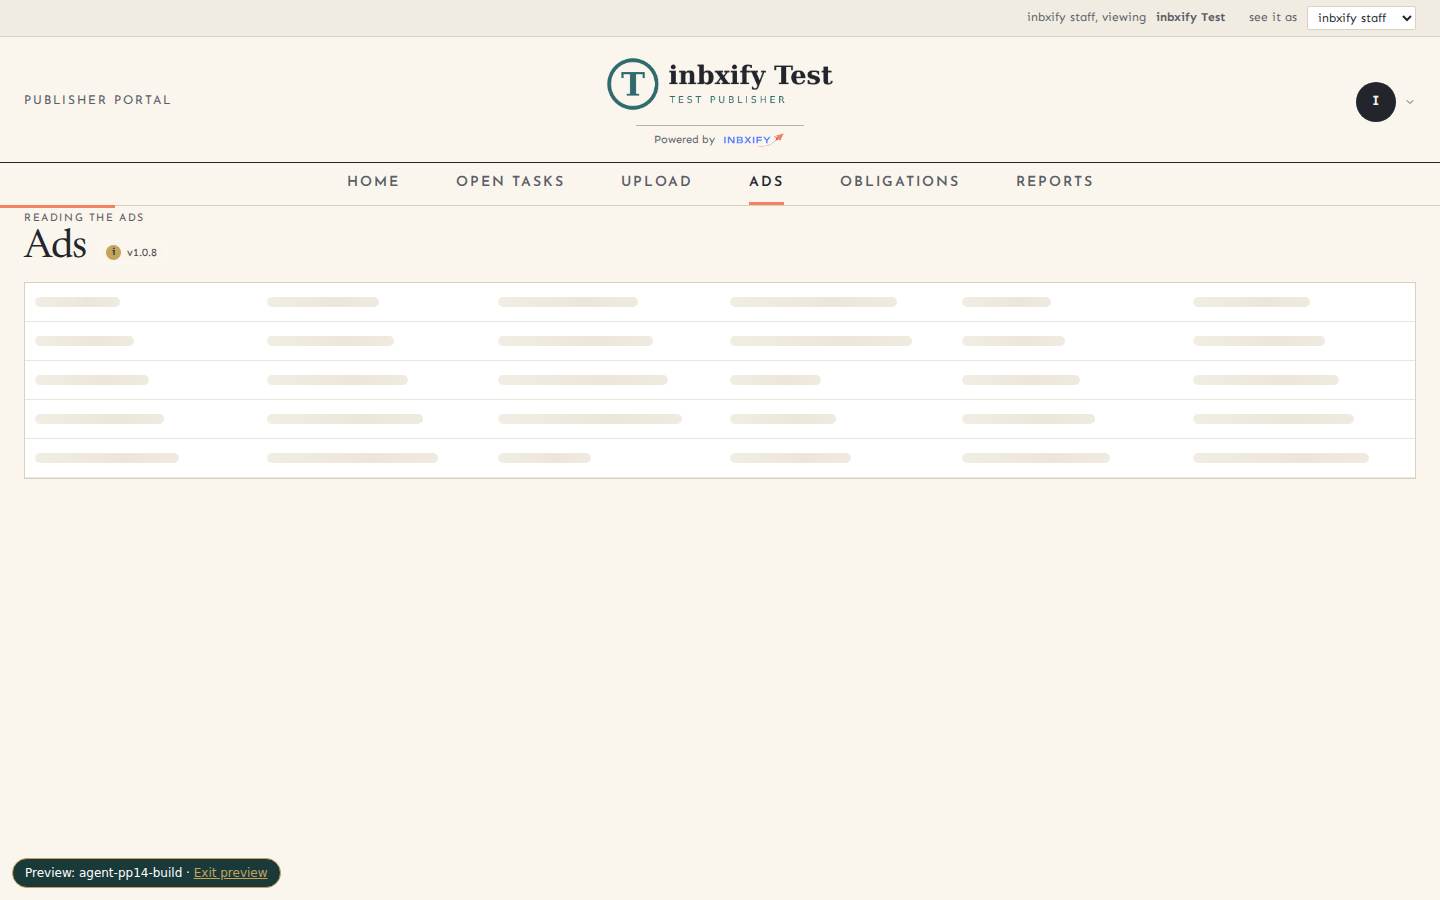 inbxify staff, viewing inbxify Test see it as inbxify staff
PUBLISHER PORTAL
T
inbxify Test
TEST PUBLISHER
Powered by INBXIFY
I
HOME OPEN TASKS UPLOAD ADS OBLIGATIONS REPORTS
READING THE ADS
Ads i v1.0.8
Preview: agent-pp14-build · Exit preview